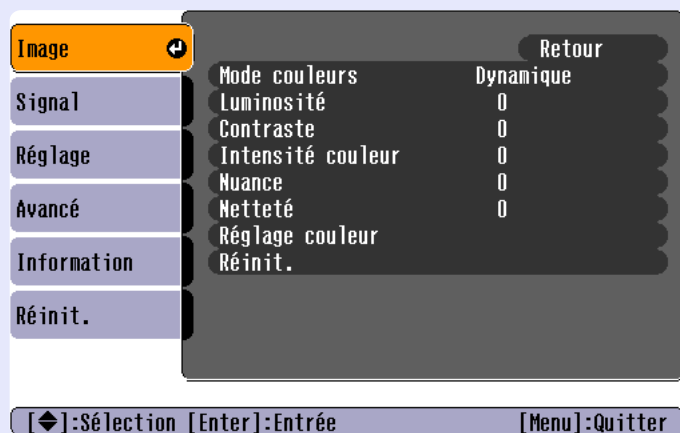 Image
Signal
Réglage
Avancé
Information
Réinit.
Retour
Mode couleurs Dynamique
Luminosité 0
Contraste 0
Intensité couleur 0
Nuance 0
Netteté 0
Réglage couleur
Réinit.
[◆]:Sélection [Enter]:Entrée [Menu]:Quitter